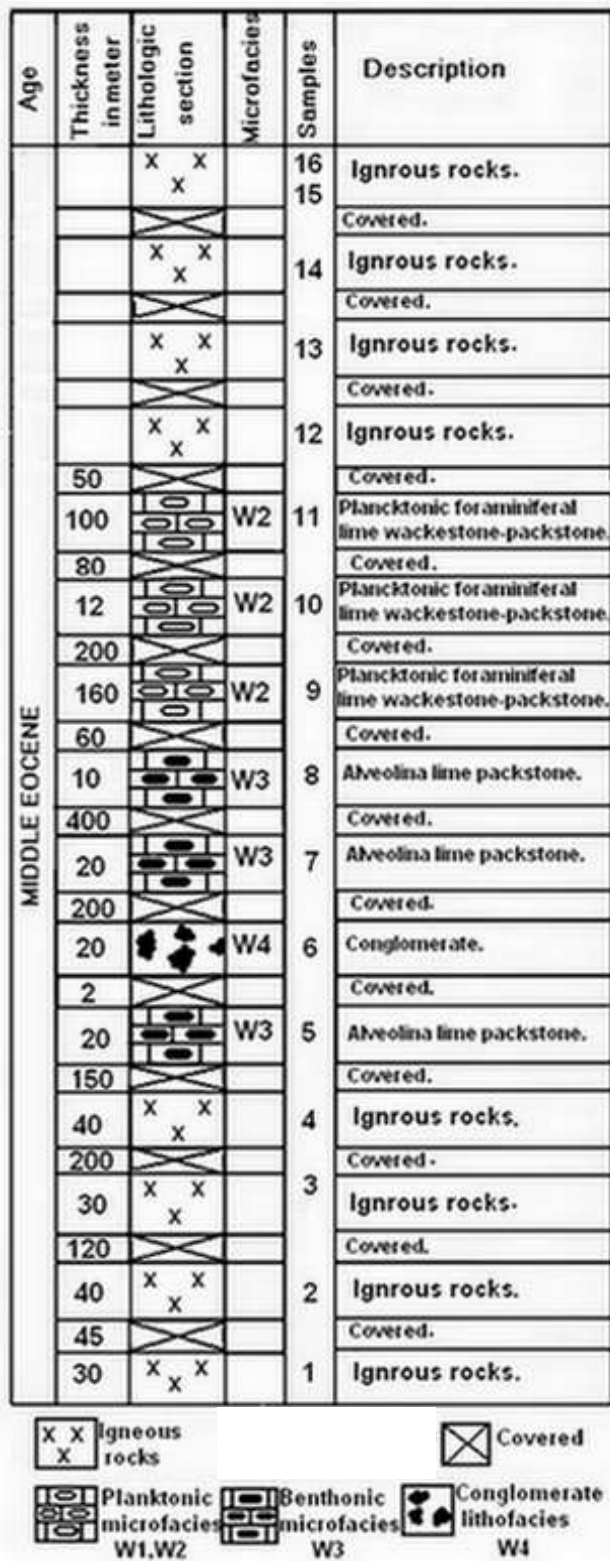 Age Thickness inmeter Lithologic section Microfacies Samples Description
16 Ignrous rocks.
15
Covered.
14 Ignrous rocks.
Covered.
13 Ignrous rocks.
Covered.
12 Ignrous rocks.
50 Covered.
100 W2 11 Plancktonic foraminiferal
lime wackestone-packstone.
80 Covered.
12 W2 10 Plancktonic foraminiferal
lime wackestone-packstone.
200 Covered.
160 W2 9 Plancktonic foraminiferal
lime wackestone-packstone.
60 Covered.
10 W3 8 Alveolina lime packstone.
400 Covered.
20 W3 7 Alveolina lime packstone.
200 Covered.
20 W4 6 Conglomerate.
2 Covered.
20 W3 5 Alveolina lime packstone.
150 Covered.
40 4 Ignrous rocks.
200 Covered.
30 3 Ignrous rocks.
120 Covered.
40 2 Ignrous rocks.
45 Covered.
30 1 Ignrous rocks.
MIDDLE EOCENE
Igneous rocks
Covered
Planktonic microfacies W1,W2
Benthonic microfacies W3
Conglomerate lithofacies W4